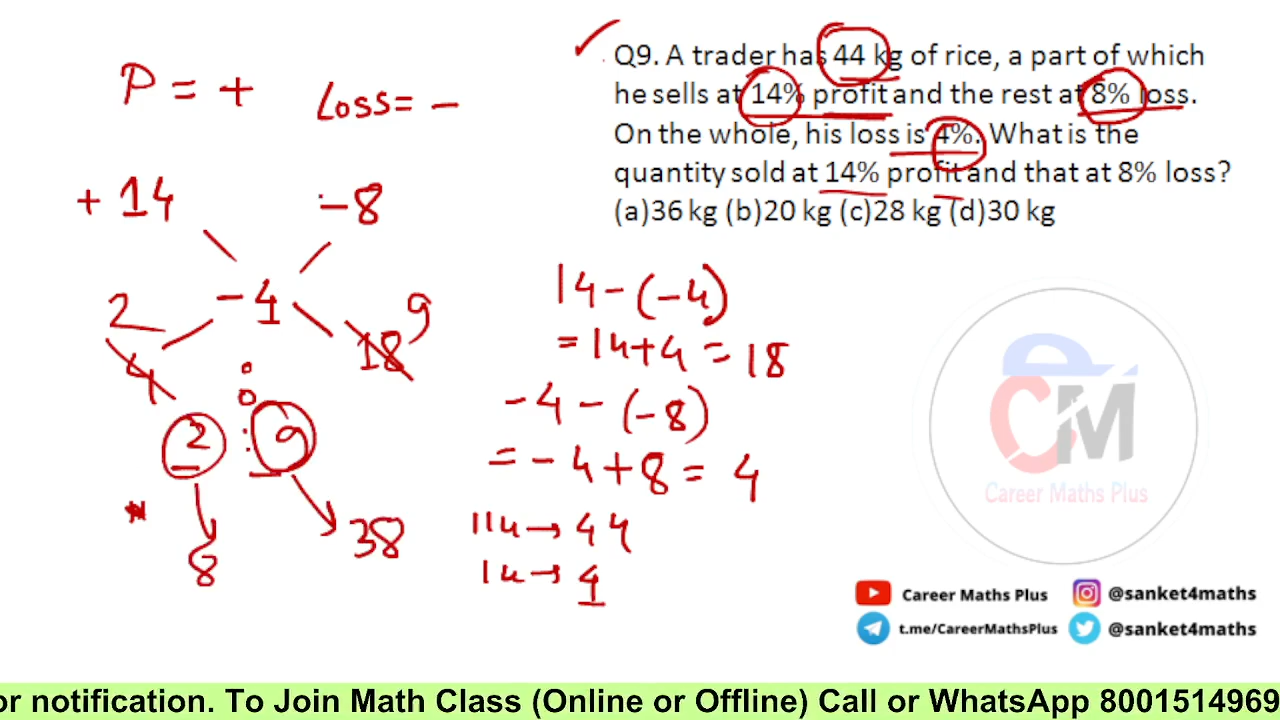 Q9. A trader has 44 kg of rice, a part of which
he sells at 14% profit and the rest at 8% loss.
On the whole, his loss is 4%. What is the
quantity sold at 14% profit and that at 8% loss?
(a)36 kg (b)20 kg (c)28 kg (d)30 kg
P = + Loss= -
+ 14 -8
- 4
2 9
4 18
2 : 9
8 38
14 - (-4)
= 14+4 = 18
-4 - (-8)
= -4+8 = 4
11u → 44
1u → 4
CM
Career Maths Plus
Career Maths Plus @sanket4maths
t.me/CareerMathsPlus @sanket4maths
or notification. To Join Math Class (Online or Offline) Call or WhatsApp 8001514969